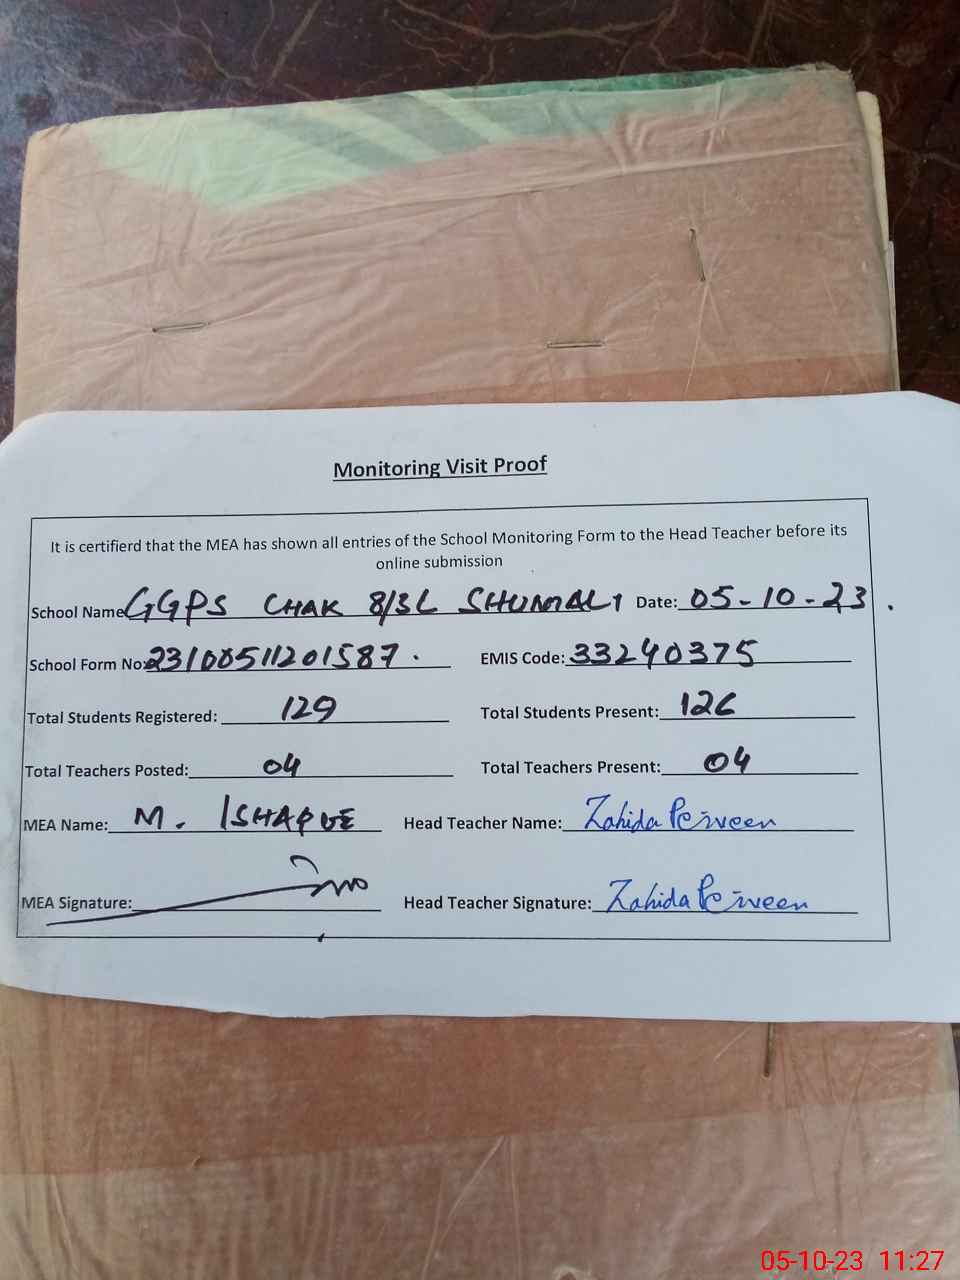 Monitoring Visit Proof
It is certifierd that the MEA has shown all entries of the School Monitoring Form to the Head Teacher before its
online submission
School Name GGPS CHAK 8/3L SHUMALI Date: 05-10-23.
School Form No: 23100511201587. EMIS Code: 33240375
Total Students Registered: 129 Total Students Present: 126
Total Teachers Posted: 04 Total Teachers Present: 04
MEA Name: M. ISHAQUE Head Teacher Name: Zahida Perveen
MEA Signature: Head Teacher Signature: Zahida Perveen
05-10-23 11:27